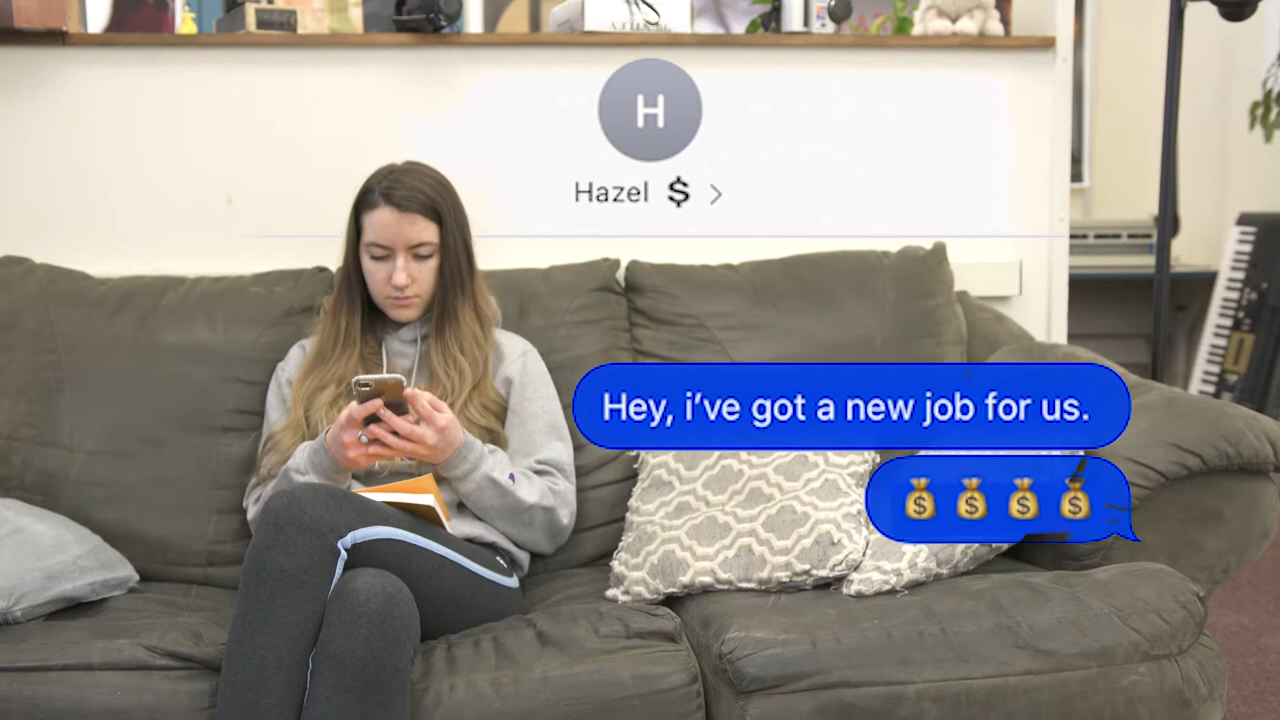 H
Hazel $ >
Hey, i’ve got a new job for us.
💰 💰 💰 💰